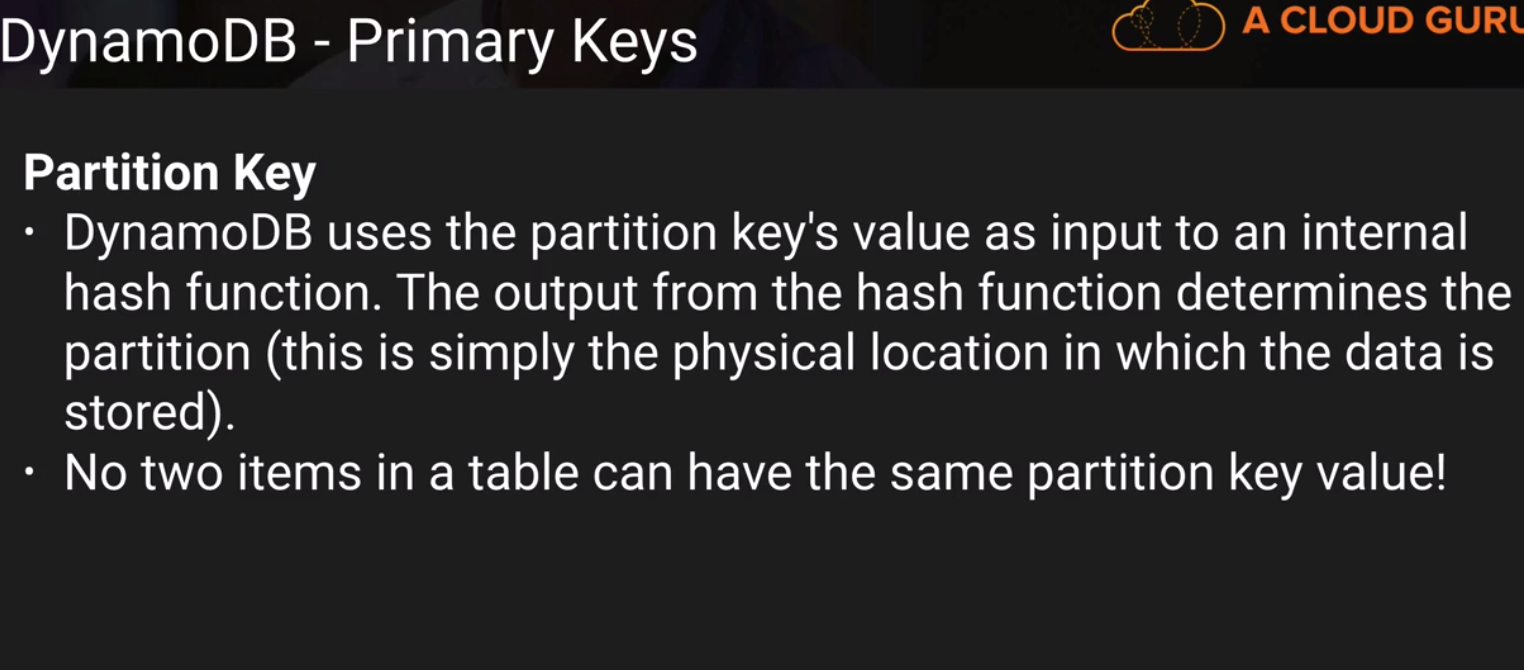 DynamoDB - Primary Keys
A CLOUD GURU
Partition Key
· DynamoDB uses the partition key's value as input to an internal
hash function. The output from the hash function determines the
partition (this is simply the physical location in which the data is
stored).
· No two items in a table can have the same partition key value!